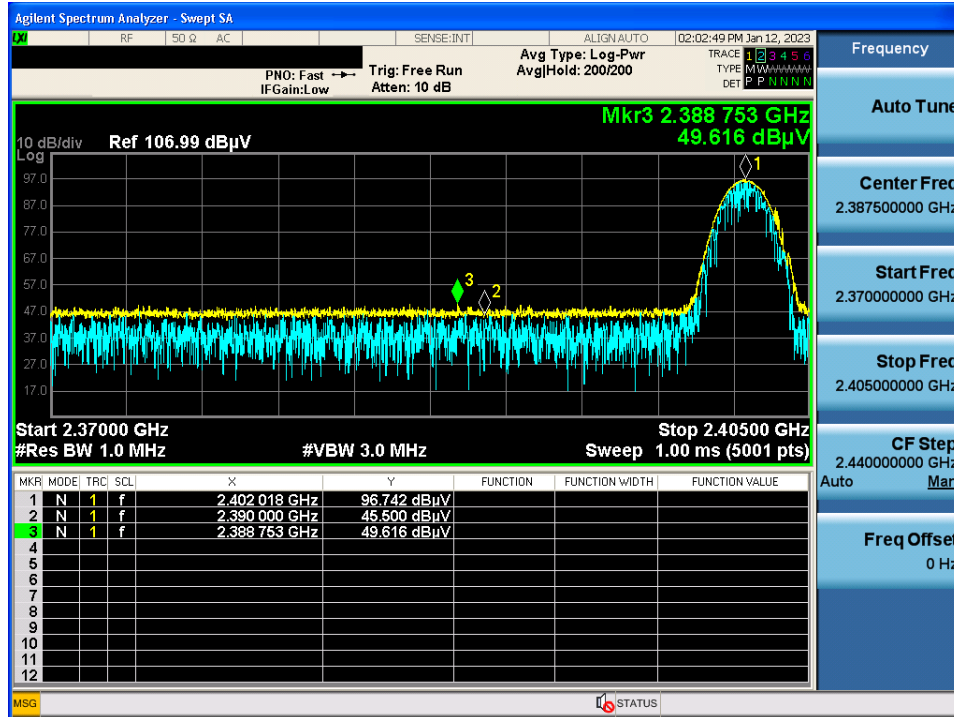 Agilent Spectrum Analyzer - Swept SA
LXI RF 50 Ω AC SENSE:INT ALIGN AUTO 02:02:49 PM Jan 12, 2023
PNO: Fast Trig: Free Run Avg Type: Log-Pwr TRACE 1 2 3 4 5 6
IFGain:Low Atten: 10 dB Avg|Hold: 200/200 TYPE M W W W W W
DET P P N N N N
Mkr3 2.388 753 GHz
49.616 dBµV
10 dB/div Ref 106.99 dBµV
Log
97.0
87.0
77.0
67.0
57.0
47.0
37.0
27.0
17.0
1
3
2
Start 2.37000 GHz Stop 2.40500 GHz
#Res BW 1.0 MHz #VBW 3.0 MHz Sweep 1.00 ms (5001 pts)
MKR MODE TRC SCL X Y FUNCTION FUNCTION WIDTH FUNCTION VALUE
1 N 1 f 2.402 018 GHz 96.742 dBµV
2 N 1 f 2.390 000 GHz 45.500 dBµV
3 N 1 f 2.388 753 GHz 49.616 dBµV
4
5
6
7
8
9
10
11
12
MSG STATUS
Frequency
Auto Tune
Center Freq
2.387500000 GHz
Start Freq
2.370000000 GHz
Stop Freq
2.405000000 GHz
CF Step
2.440000000 GHz
Auto Man
Freq Offset
0 Hz